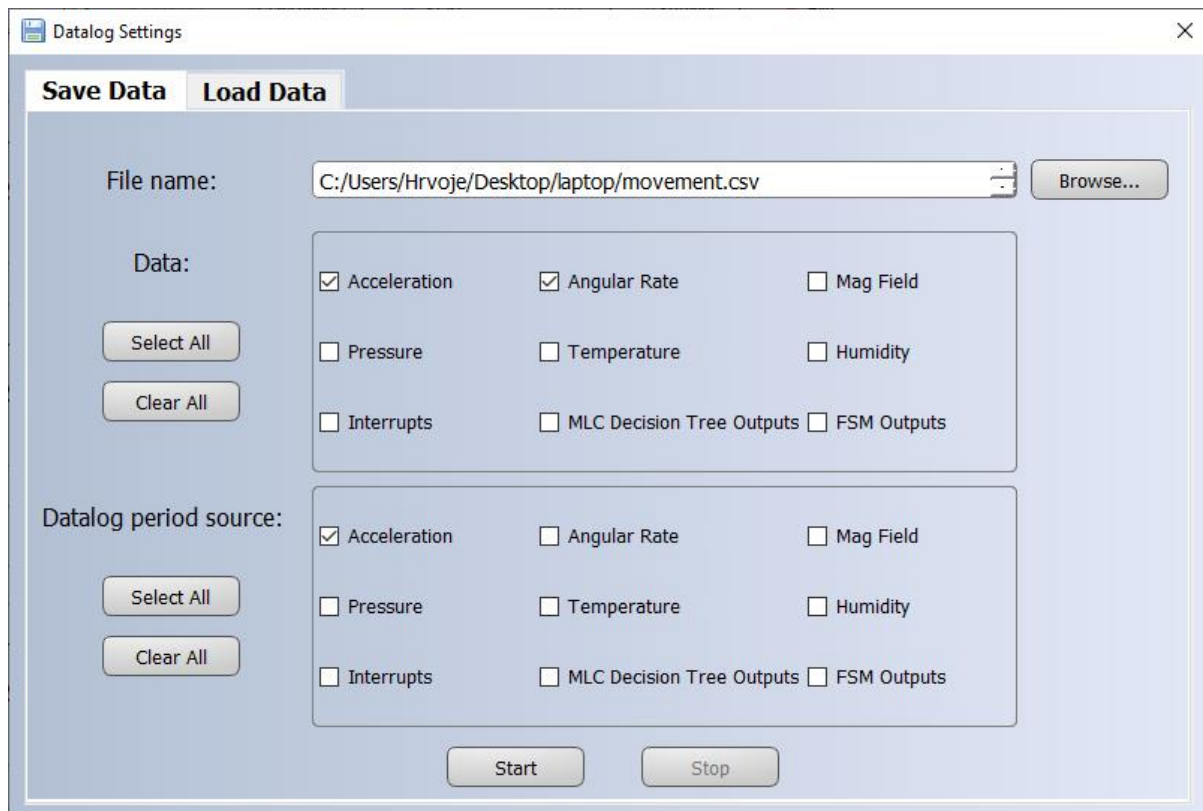 Datalog Settings
Save Data Load Data
File name: C:/Users/Hrvoje/Desktop/laptop/movement.csv Browse...
Data:
Acceleration Angular Rate Mag Field
Select All
Pressure Temperature Humidity
Clear All
Interrupts MLC Decision Tree Outputs FSM Outputs
Datalog period source:
Acceleration Angular Rate Mag Field
Select All
Pressure Temperature Humidity
Clear All
Interrupts MLC Decision Tree Outputs FSM Outputs
Start Stop